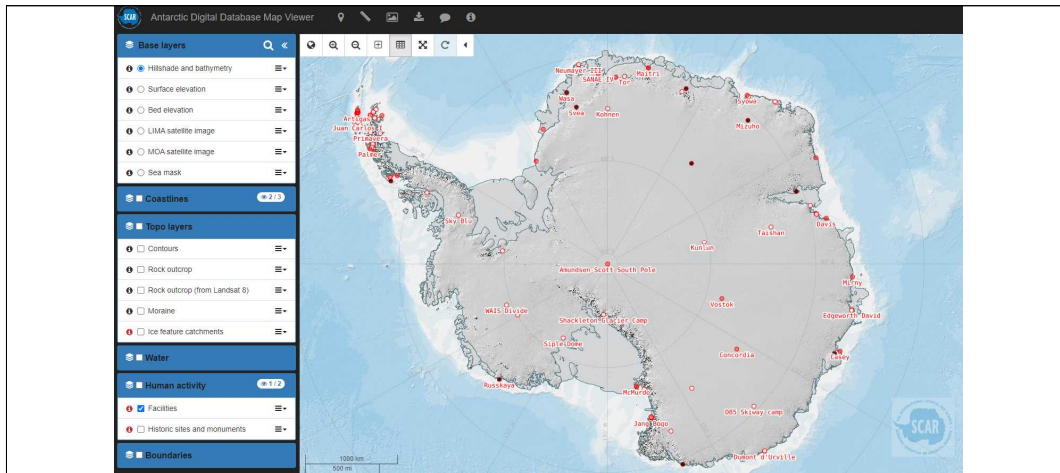 SCAR Antarctic Digital Database Map Viewer
Base layers
Hillshade and bathymetry
Surface elevation
Bed elevation
LIMA satellite image
MOA satellite image
Sea mask
Coastlines 2 / 3
Topo layers
Contours
Rock outcrop
Rock outcrop (from Landsat 8)
Moraine
Ice feature catchments
Water
Human activity 1 / 2
Facilities
Historic sites and monuments
Boundaries
Neumayer III
SANAE IV
Tor
Maitri
Wasa
Svea
Kohnen
Syowa
Mizuho
Artigas
Juan Carlos I
Primavera
Palmer
Sky Blu
Davis
Taishan
Kunlun
Amundsen-Scott South Pole
Mirny
Vostok
WAIS Divide
Shackleton Glacier Camp
Edgeworth David
Siple Dome
Concordia
Casey
Russkaya
McMurdo
D85 Skiway camp
Jang Bogo
Dumont d'Urville
SCAR
1000 km
500 mi